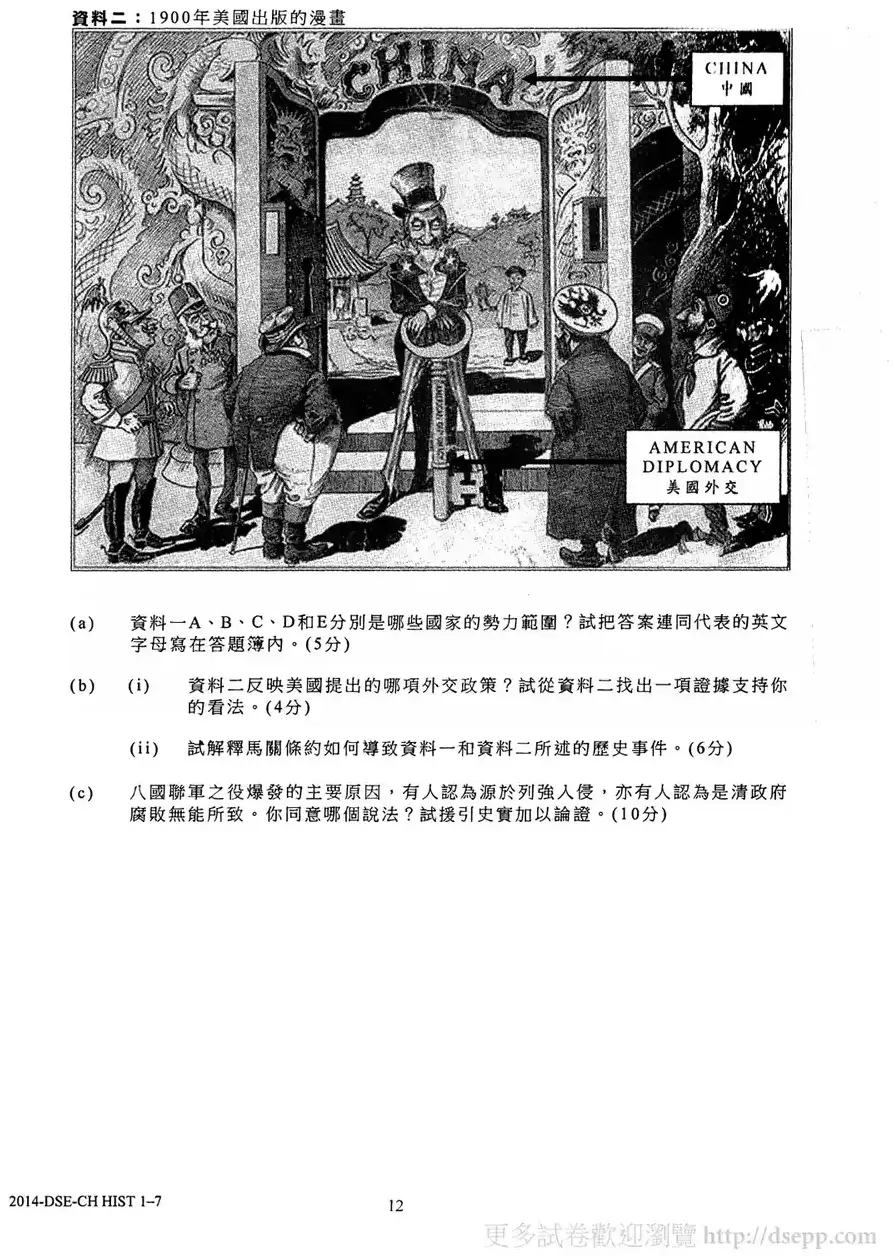 資料二：1900年美國出版的漫畫
CHINA
CHINA
中國
AMERICAN
DIPLOMACY
美國外交
(a) 資料一A、B、C、D和E分別是哪些國家的勢力範圍？試把答案連同代表的英文
字母寫在答題簿內。(5分)
(b) (i) 資料二反映美國提出的哪項外交政策？試從資料二找出一項證據支持你
的看法。(4分)
(ii) 試解釋馬關條約如何導致資料一和資料二所述的歷史事件。(6分)
(c) 八國聯軍之役爆發的主要原因，有人認為源於列強入侵，亦有人認為是清政府
腐敗無能所致。你同意哪個說法？試援引史實加以論證。(10分)
2014-DSE-CH HIST 1–7
12
更多試卷歡迎瀏覽 http://dsepp.com/